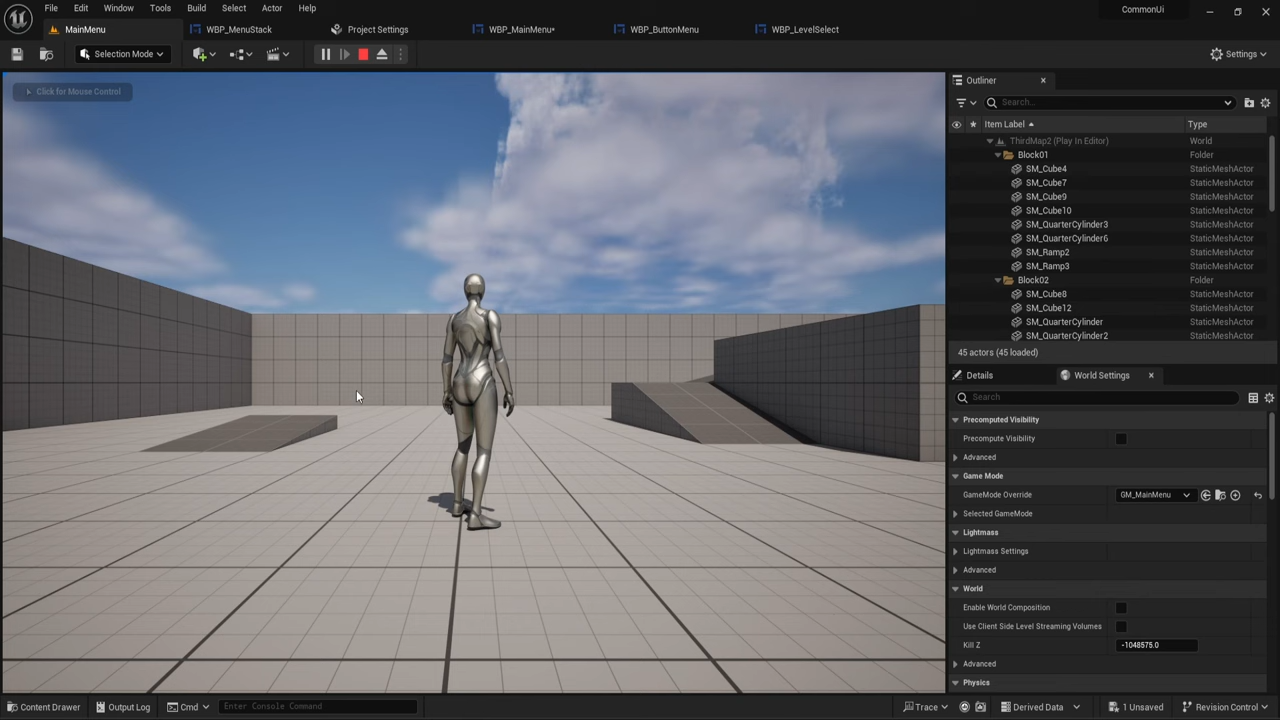 File Edit Window Tools Build Select Actor Help
CommonUi
MainMenu WBP_MenuStack Project Settings WBP_MainMenu• WBP_ButtonMenu WBP_LevelSelect
Selection Mode
Settings
Click for Mouse Control
Outliner
Search...
Item Label Type
ThirdMap2 (Play In Editor) World
Block01 Folder
SM_Cube4 StaticMeshActor
SM_Cube7 StaticMeshActor
SM_Cube9 StaticMeshActor
SM_Cube10 StaticMeshActor
SM_QuarterCylinder3 StaticMeshActor
SM_QuarterCylinder6 StaticMeshActor
SM_Ramp2 StaticMeshActor
SM_Ramp3 StaticMeshActor
Block02 Folder
SM_Cube8 StaticMeshActor
SM_Cube12 StaticMeshActor
SM_QuarterCylinder StaticMeshActor
SM_QuarterCylinder2 StaticMeshActor
45 actors (45 loaded)
Details World Settings
Search
Precomputed Visibility
Precompute Visibility
Advanced
Game Mode
GameMode Override GM_MainMenu
Selected GameMode
Lightmass
Lightmass Settings
Advanced
World
Enable World Composition
Use Client Side Level Streaming Volumes
Kill Z -1048575.0
Advanced
Physics
Content Drawer Output Log Cmd Enter Console Command Trace Derived Data 1 Unsaved Revision Control